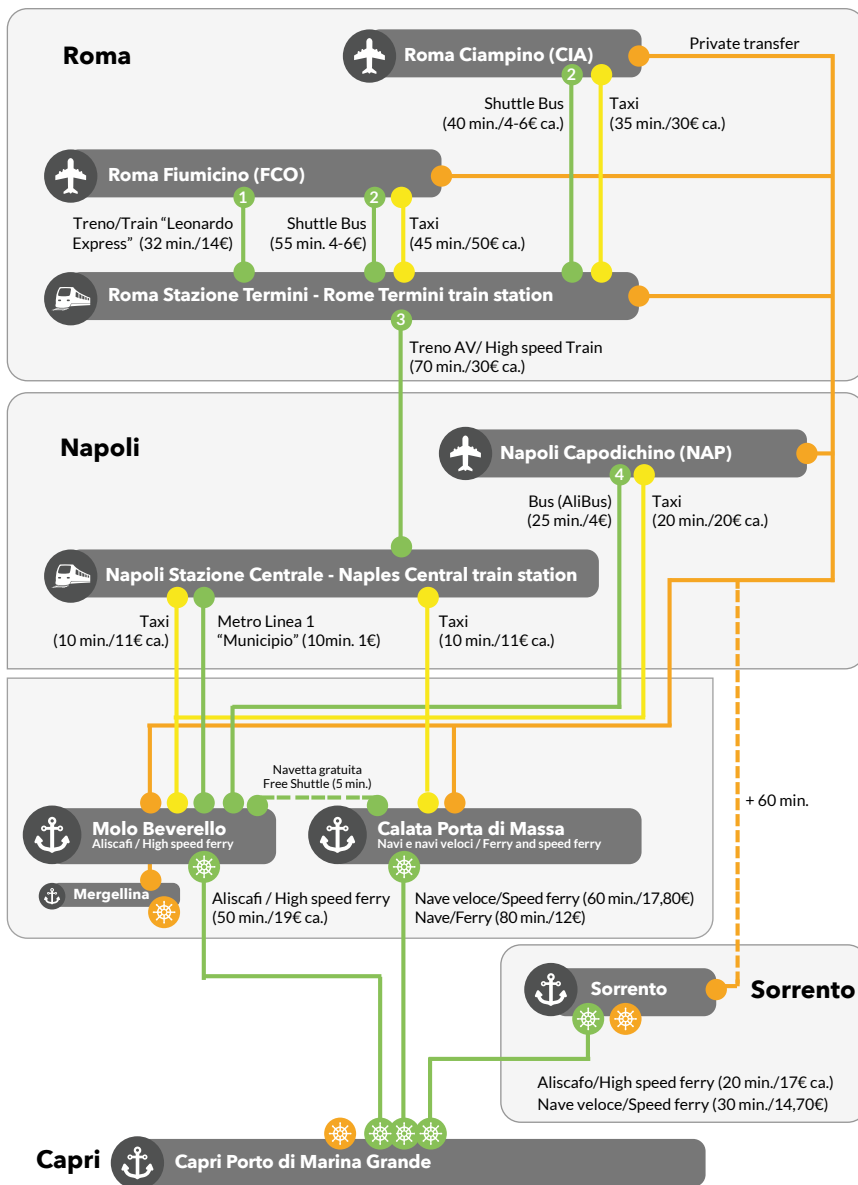 Roma
Roma Ciampino (CIA)
Private transfer
2
Shuttle Bus
(40 min./4-6€ ca.)
Taxi
(35 min./30€ ca.)
Roma Fiumicino (FCO)
1
2
Treno/Train “Leonardo
Express” (32 min./14€)
Shuttle Bus
(55 min. 4-6€)
Taxi
(45 min./50€ ca.)
Roma Stazione Termini - Rome Termini train station
3
Treno AV/ High speed Train
(70 min./30€ ca.)
Napoli
Napoli Capodichino (NAP)
4
Bus (AliBus)
(25 min./4€)
Taxi
(20 min./20€ ca.)
Napoli Stazione Centrale - Naples Central train station
Taxi
(10 min./11€ ca.)
Metro Linea 1
“Municipio” (10min. 1€)
Taxi
(10 min./11€ ca.)
Navetta gratuita
Free Shuttle (5 min.)
+ 60 min.
Molo Beverello
Aliscafi / High speed ferry
Calata Porta di Massa
Navi e navi veloci / Ferry and speed ferry
Mergellina
Aliscafi / High speed ferry
(50 min./19€ ca.)
Nave veloce/Speed ferry (60 min./17,80€)
Nave/Ferry (80 min./12€)
Sorrento
Sorrento
Aliscafo/High speed ferry (20 min./17€ ca.)
Nave veloce/Speed ferry (30 min./14,70€)
Capri
Capri Porto di Marina Grande